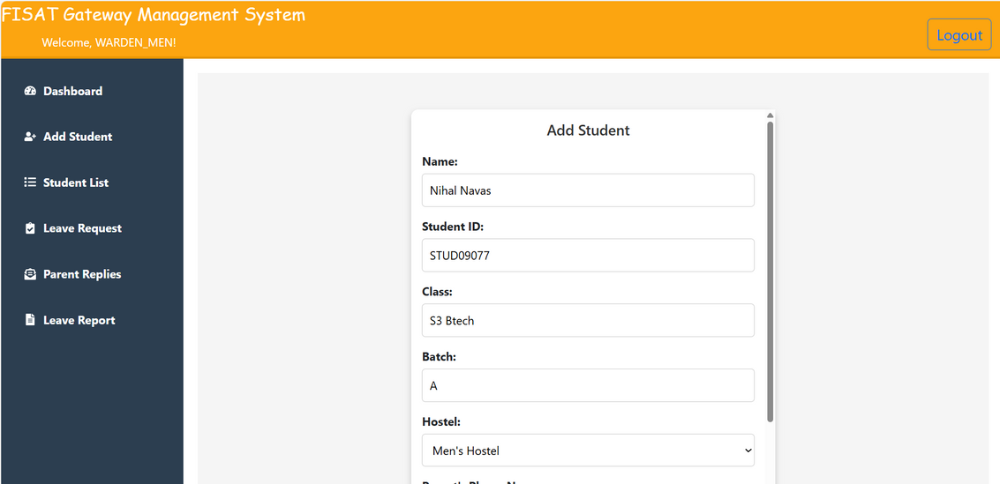 FISAT Gateway Management System
Welcome, WARDEN_MEN!
Logout
Dashboard
Add Student
Student List
Leave Request
Parent Replies
Leave Report
Add Student
Name:
Nihal Navas
Student ID:
STUD09077
Class:
S3 Btech
Batch:
A
Hostel:
Men's Hostel